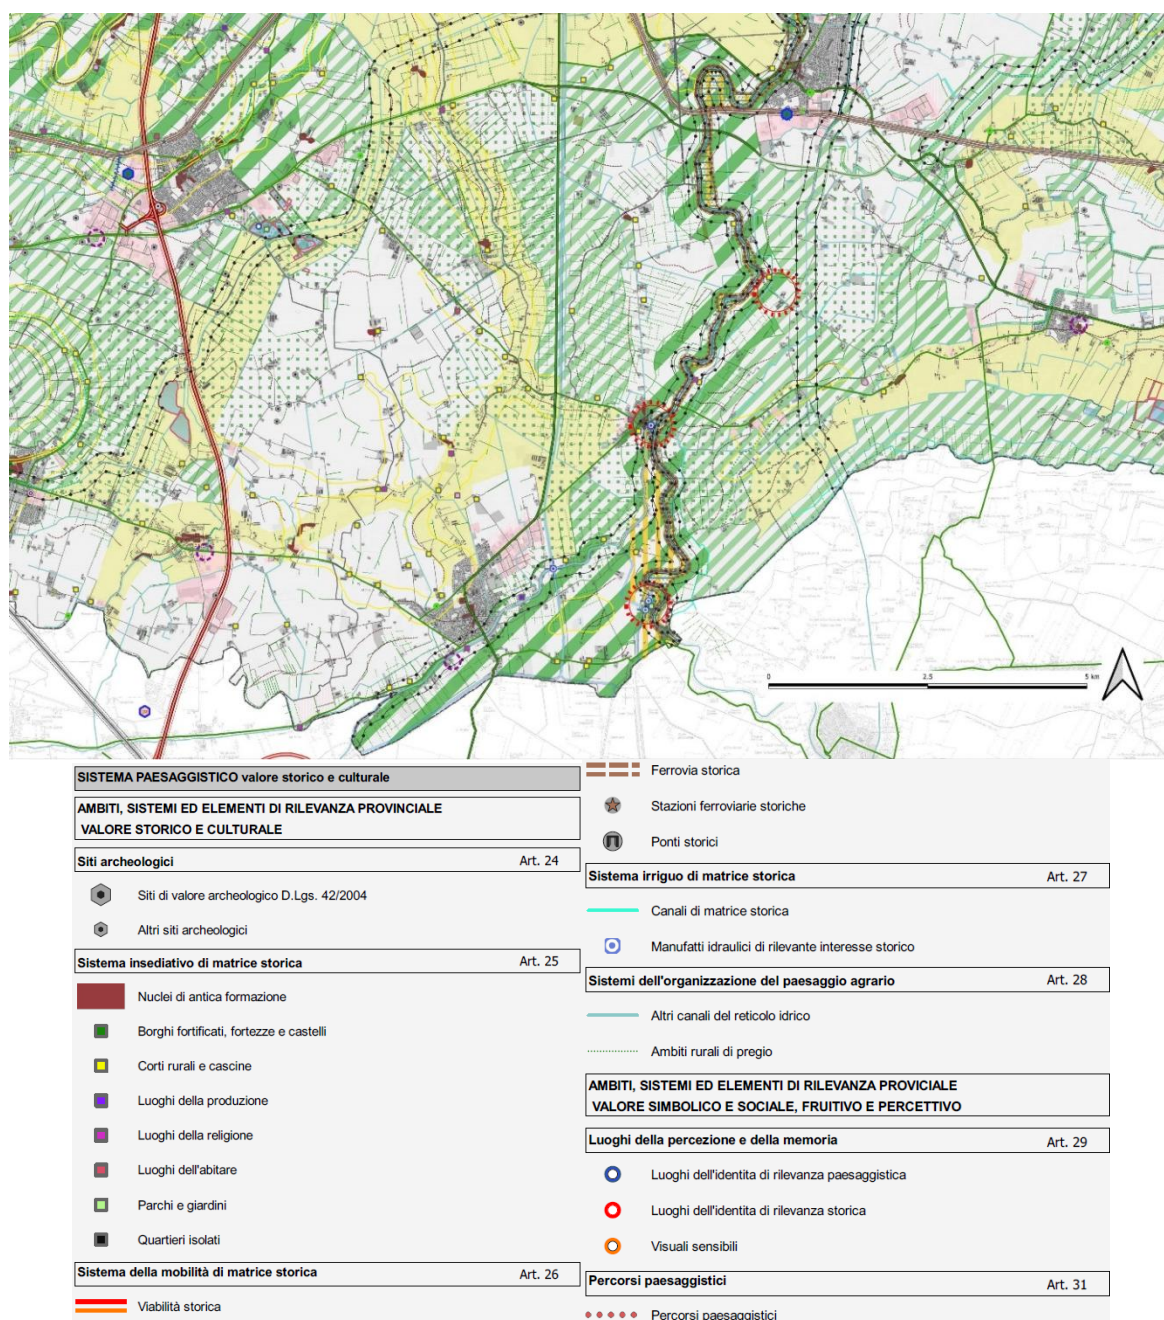 0
2.5
5 km
SISTEMA PAESAGGISTICO valore storico e culturale
AMBITI, SISTEMI ED ELEMENTI DI RILEVANZA PROVINCIALE
VALORE STORICO E CULTURALE
Siti archeologici Art. 24
Siti di valore archeologico D.Lgs. 42/2004
Altri siti archeologici
Sistema insediativo di matrice storica Art. 25
Nuclei di antica formazione
Borghi fortificati, fortezze e castelli
Corti rurali e cascine
Luoghi della produzione
Luoghi della religione
Luoghi dell'abitare
Parchi e giardini
Quartieri isolati
Sistema della mobilità di matrice storica Art. 26
Viabilità storica
Ferrovia storica
Stazioni ferroviarie storiche
Ponti storici
Sistema irriguo di matrice storica Art. 27
Canali di matrice storica
Manufatti idraulici di rilevante interesse storico
Sistemi dell'organizzazione del paesaggio agrario Art. 28
Altri canali del reticolo idrico
Ambiti rurali di pregio
AMBITI, SISTEMI ED ELEMENTI DI RILEVANZA PROVICIALE
VALORE SIMBOLICO E SOCIALE, FRUITIVO E PERCETTIVO
Luoghi della percezione e della memoria Art. 29
Luoghi dell'identita di rilevanza paesaggistica
Luoghi dell'identita di rilevanza storica
Visuali sensibili
Percorsi paesaggistici Art. 31
Percorsi paesaggistici